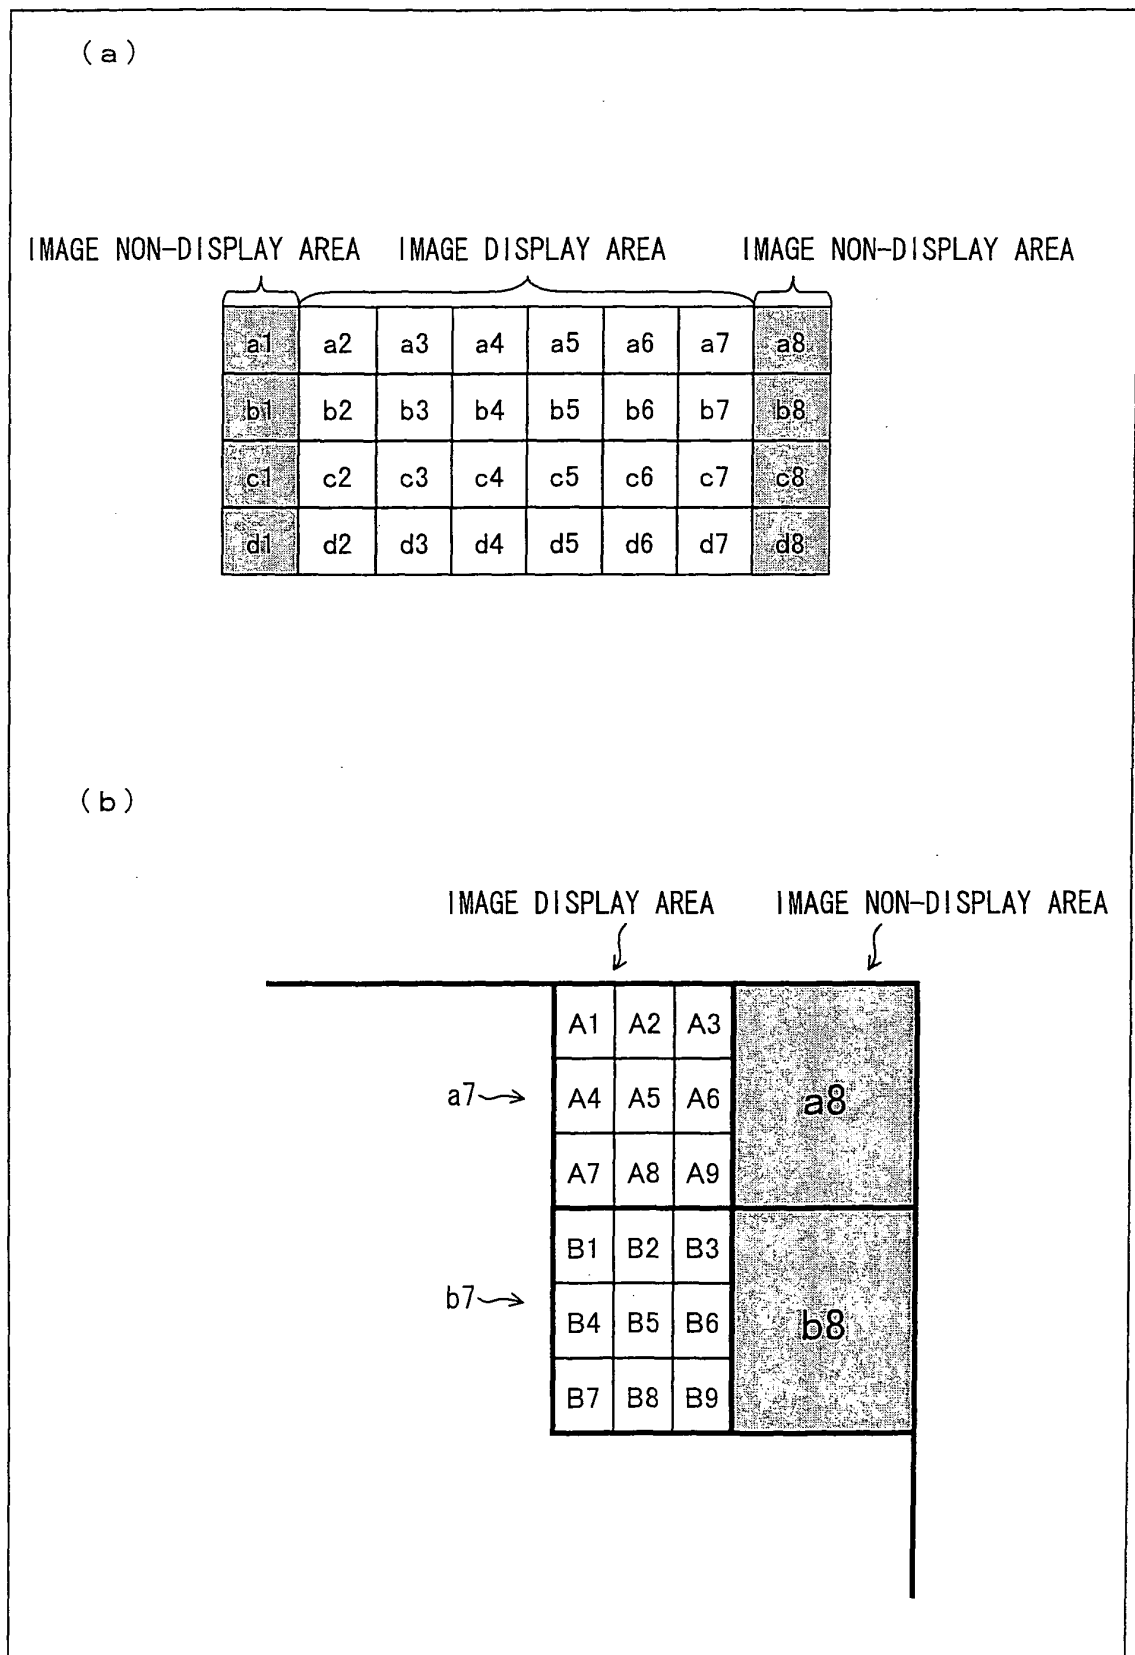 (a)
IMAGE NON-DISPLAY AREA IMAGE DISPLAY AREA IMAGE NON-DISPLAY AREA
a1 a2 a3 a4 a5 a6 a7 a8
b1 b2 b3 b4 b5 b6 b7 b8
c1 c2 c3 c4 c5 c6 c7 c8
d1 d2 d3 d4 d5 d6 d7 d8
(b)
IMAGE DISPLAY AREA IMAGE NON-DISPLAY AREA
A1 A2 A3
a7 A4 A5 A6 a8
A7 A8 A9
B1 B2 B3
b7 B4 B5 B6 b8
B7 B8 B9